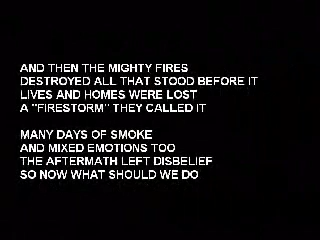 AND THEN THE MIGHTY FIRES
DESTROYED ALL THAT STOOD BEFORE IT
LIVES AND HOMES WERE LOST
A "FIRESTORM" THEY CALLED IT
MANY DAYS OF SMOKE
AND MIXED EMOTIONS TOO
THE AFTERMATH LEFT DISBELIEF
SO NOW WHAT SHOULD WE DO